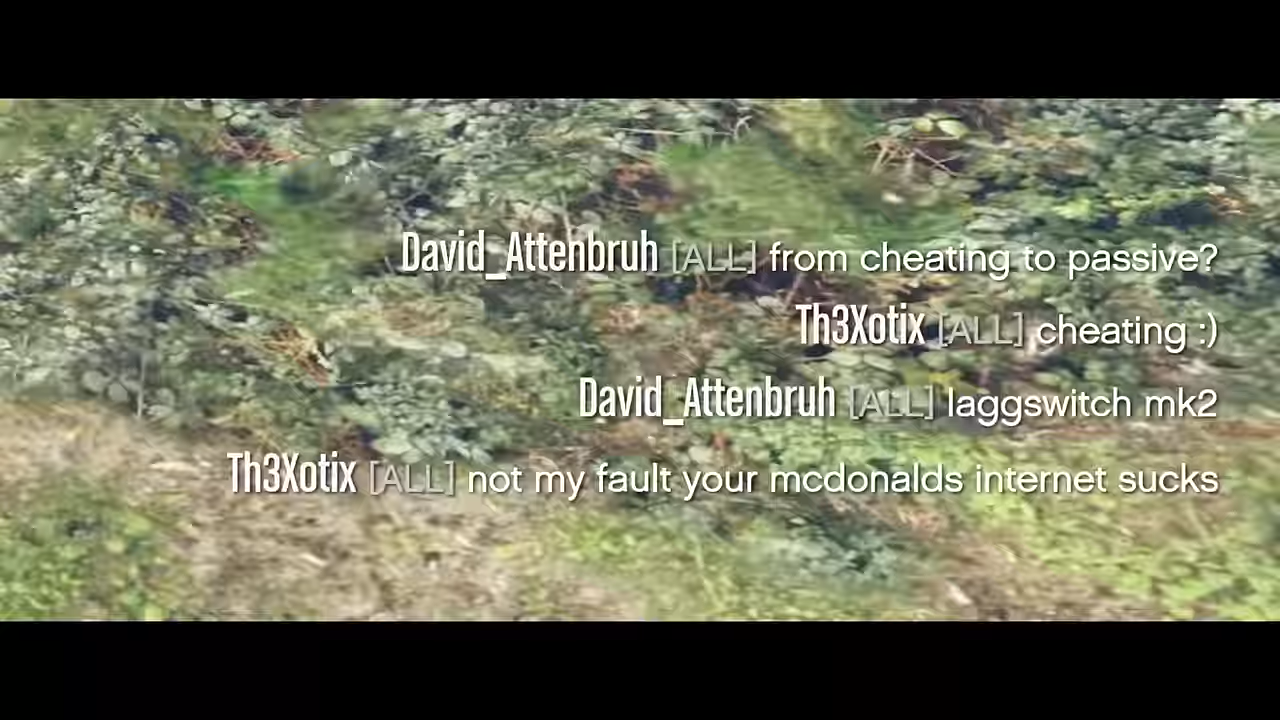 David_Attenbruh [ALL] from cheating to passive?
Th3Xotix [ALL] cheating :)
David_Attenbruh [ALL] laggswitch mk2
Th3Xotix [ALL] not my fault your mcdonalds internet sucks